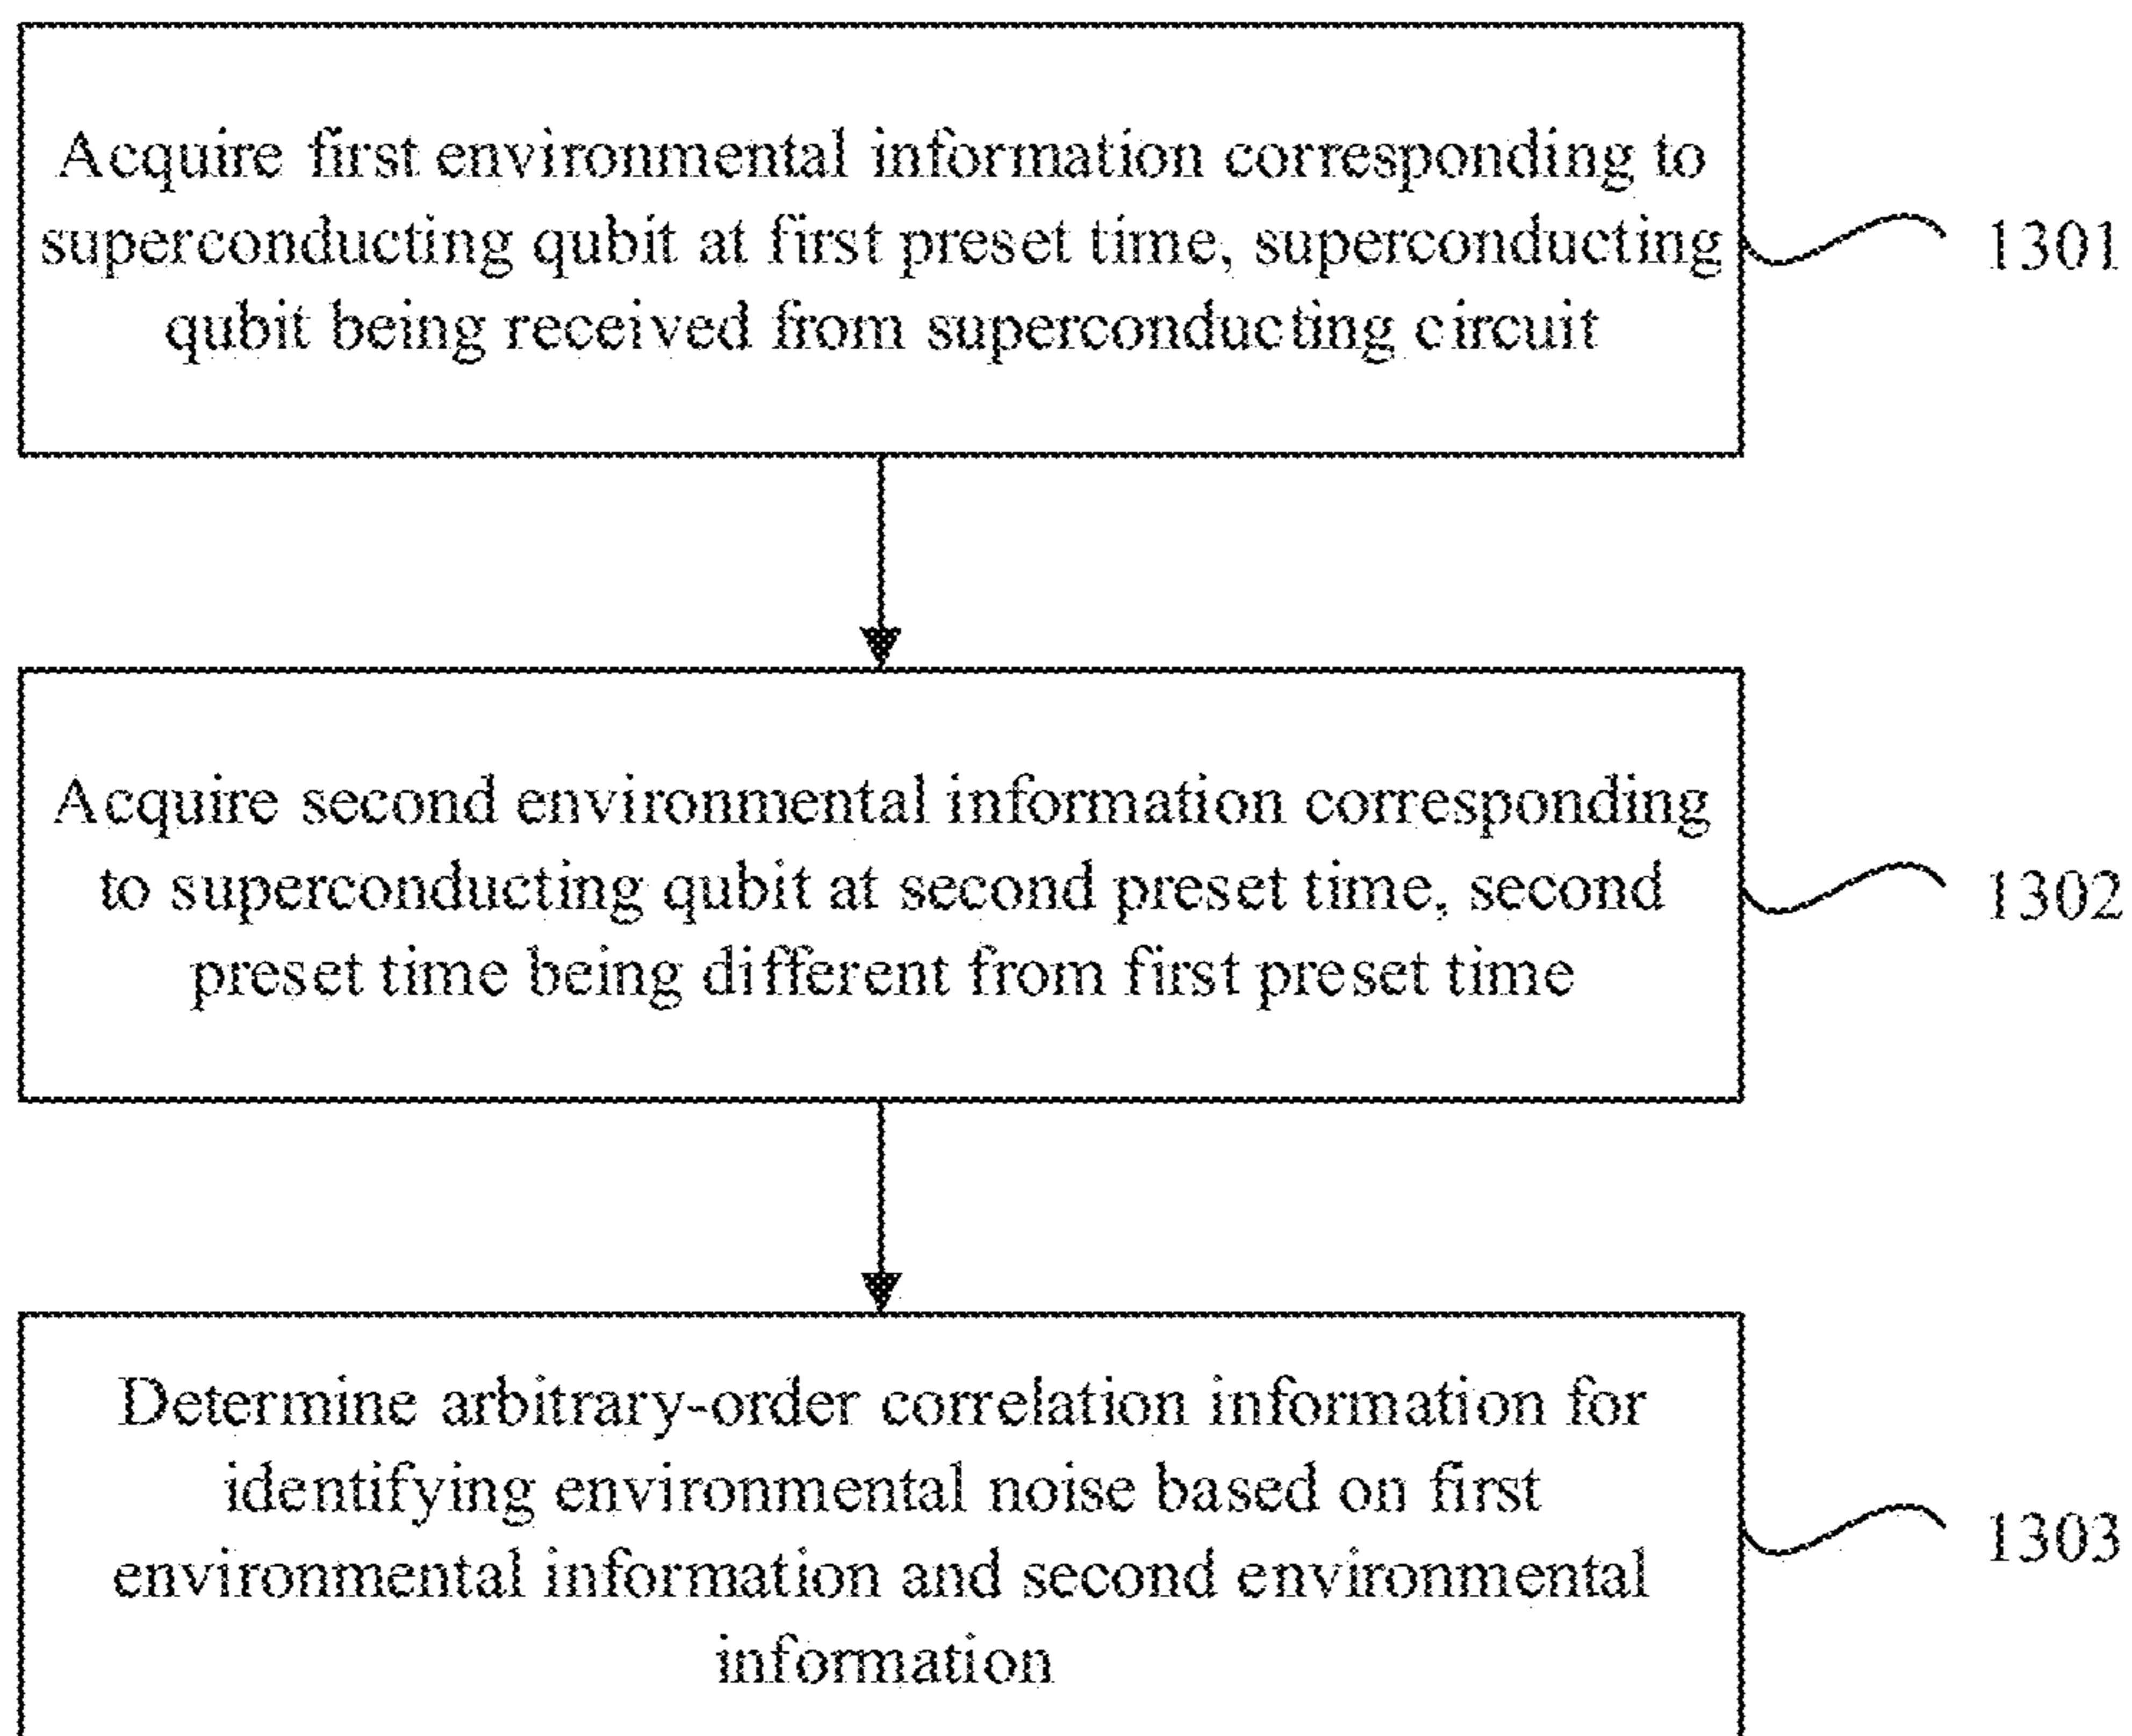 Acquire first environmental information corresponding to
superconducting qubit at first preset time, superconducting
qubit being received from superconducting circuit
1301
Acquire second environmental information corresponding
to superconducting qubit at second preset time, second
preset time being different from first preset time
1302
Determine arbitrary-order correlation information for
identifying environmental noise based on first
environmental information and second environmental
information
1303